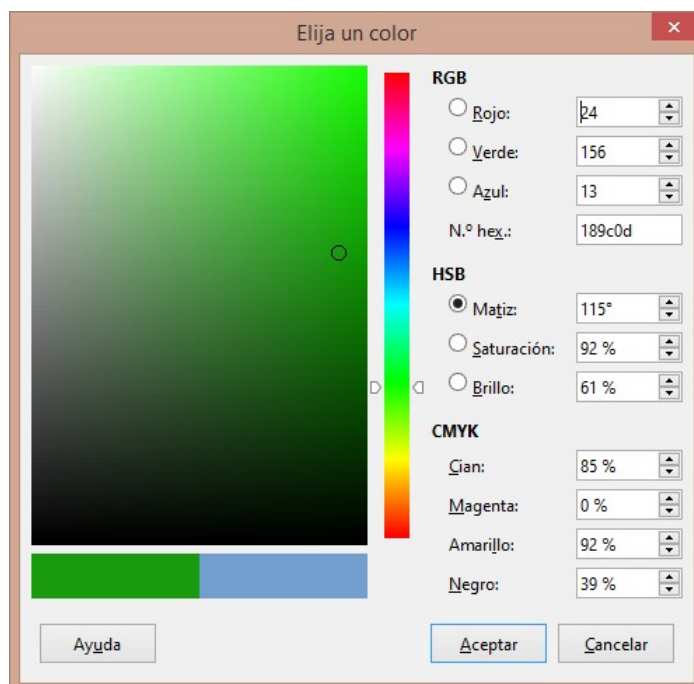 Elija un color
RGB
Rojo: 24
Verde: 156
Azul: 13
N.º hex.: 189c0d
HSB
Matiz: 115°
Saturación: 92 %
Brillo: 61 %
CMYK
Cian: 85 %
Magenta: 0 %
Amarillo: 92 %
Negro: 39 %
Ayuda Aceptar Cancelar